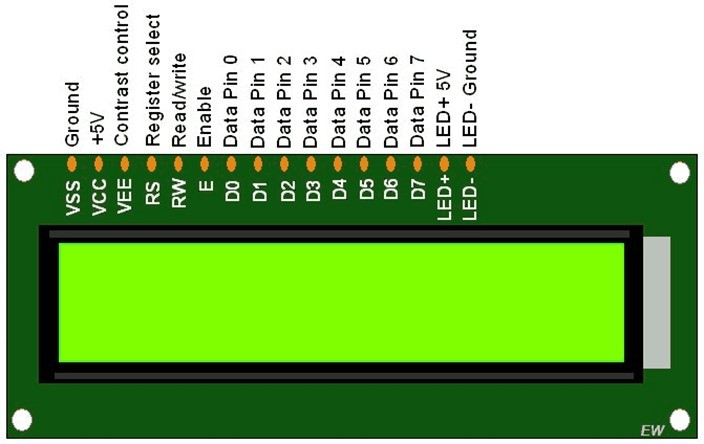 Ground
+5V
Contrast control
Register select
Read/write
Enable
Data Pin 0
Data Pin 1
Data Pin 2
Data Pin 3
Data Pin 4
Data Pin 5
Data Pin 6
Data Pin 7
LED+ 5V
LED- Ground
VSS
VCC
VEE
RS
RW
E
D0
D1
D2
D3
D4
D5
D6
D7
LED+
LED-
EW